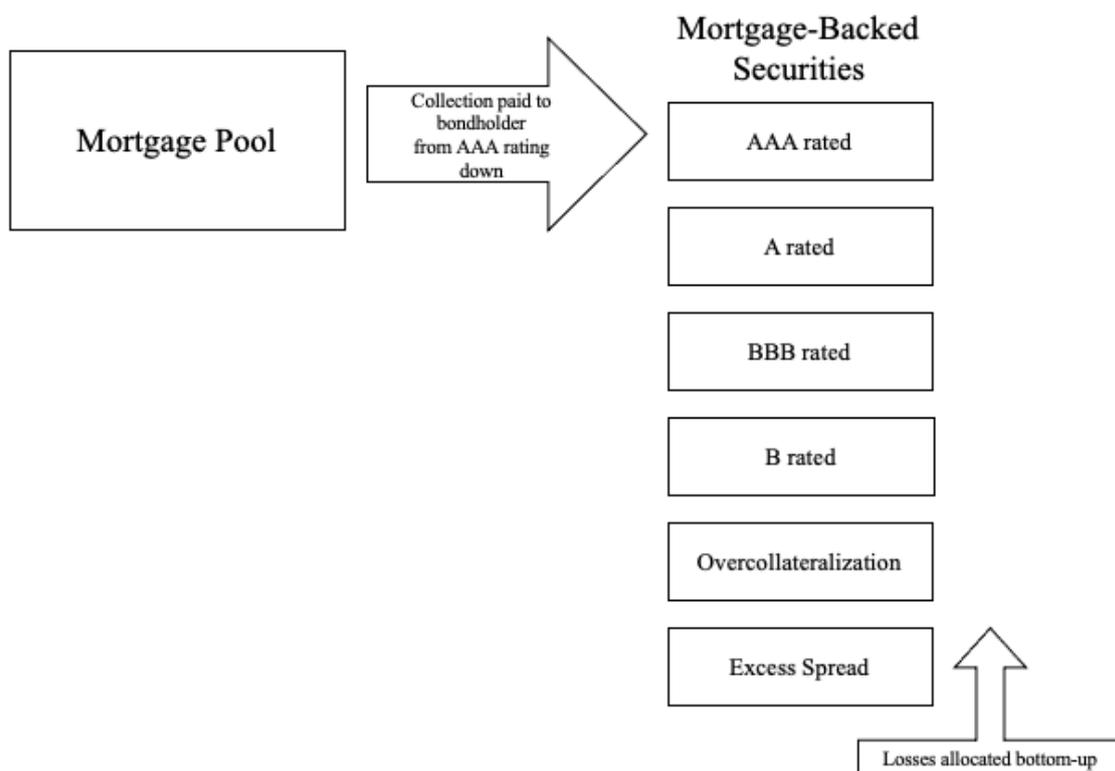 Mortgage-Backed
Securities
Mortgage Pool
Collection paid to
bondholder
from AAA rating
down
AAA rated
A rated
BBB rated
B rated
Overcollateralization
Excess Spread
Losses allocated bottom-up